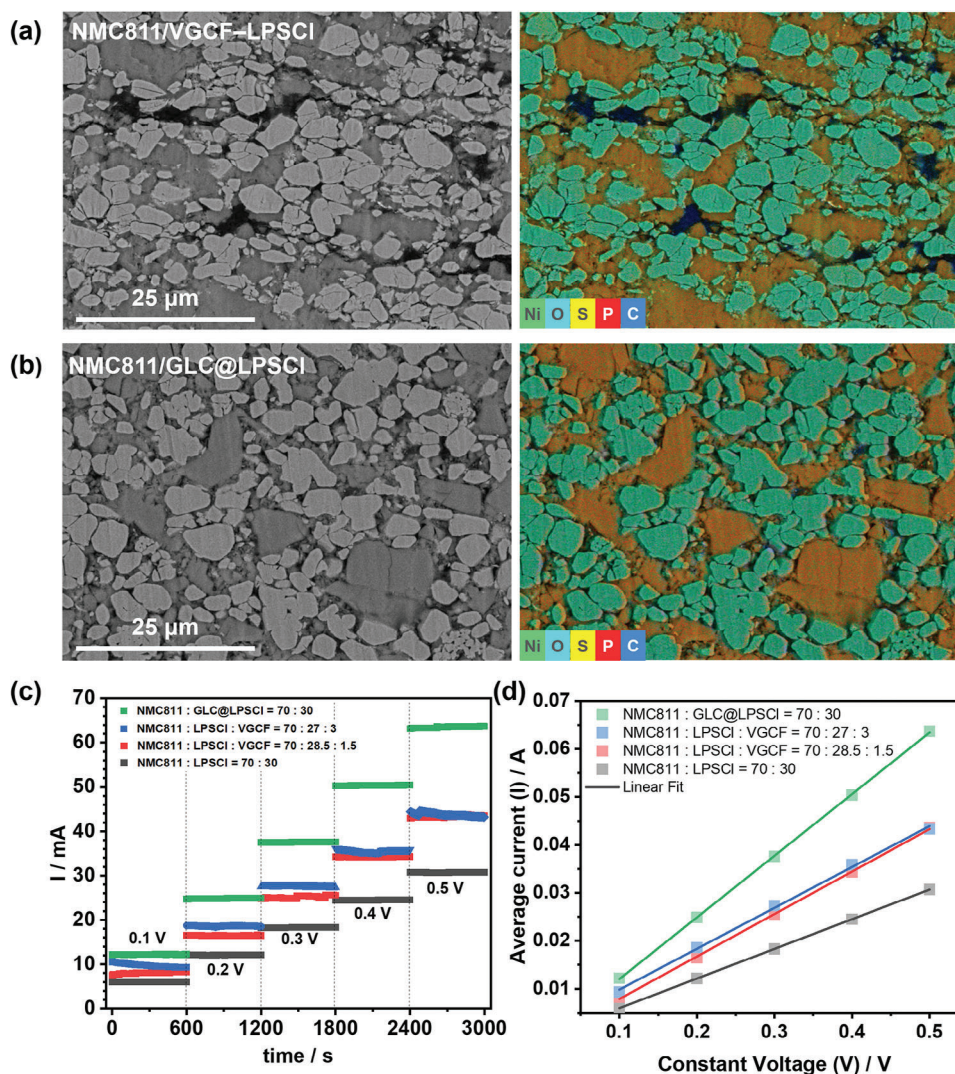 (a)
NMC811/VGCF–LPSCl
25 µm
Ni O S P C
(b)
NMC811/GLC@LPSCl
25 µm
Ni O S P C
(c)
70
60
50
40
30
20
10
0
I / mA
NMC811 : GLC@LPSCl = 70 : 30
NMC811 : LPSCl : VGCF = 70 : 27 : 3
NMC811 : LPSCl : VGCF = 70 : 28.5 : 1.5
NMC811 : LPSCl = 70 : 30
0.1 V
0.2 V
0.3 V
0.4 V
0.5 V
0 600 1200 1800 2400 3000
time / s
(d)
0.07
0.06
0.05
0.04
0.03
0.02
0.01
Average current (I) / A
NMC811 : GLC@LPSCl = 70 : 30
NMC811 : LPSCl : VGCF = 70 : 27 : 3
NMC811 : LPSCl : VGCF = 70 : 28.5 : 1.5
NMC811 : LPSCl = 70 : 30
Linear Fit
0.1 0.2 0.3 0.4 0.5
Constant Voltage (V) / V